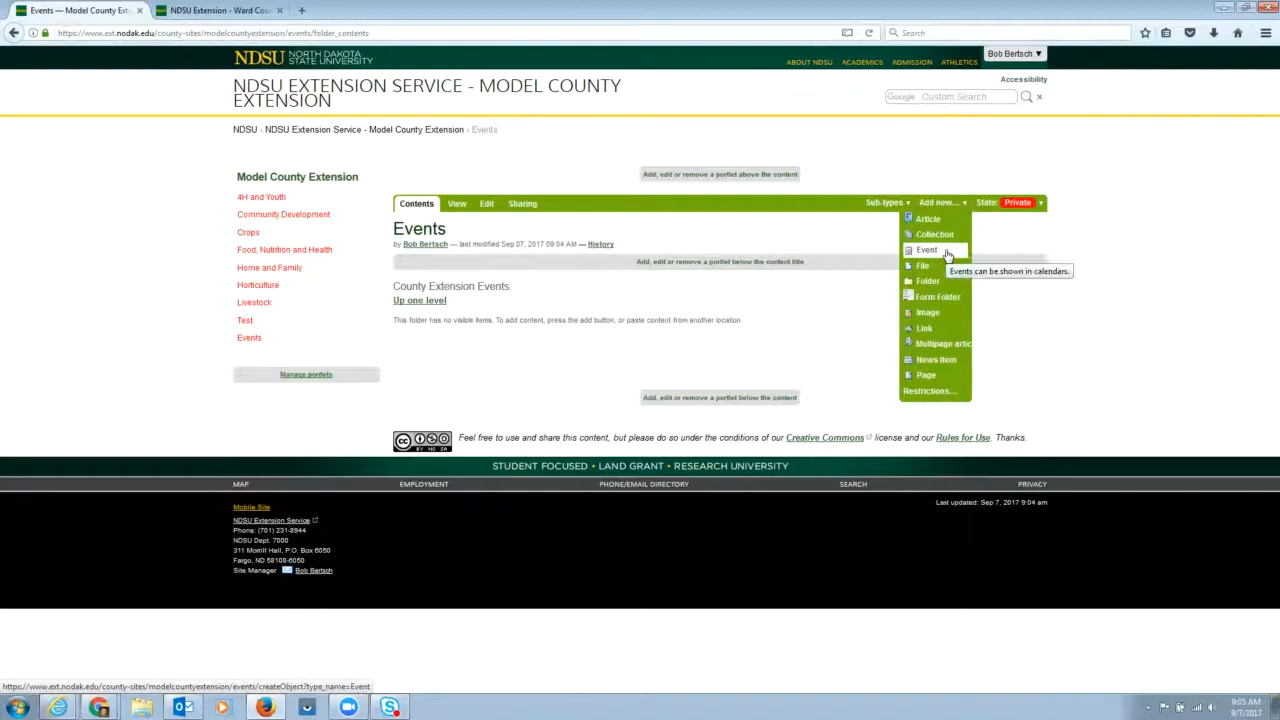 Events — Model County Ext...
NDSU Extension - Ward Cou...
https://www.ext.nodak.edu/county-sites/modelcountyextension/events/folder_contents
Search
NDSU NORTH DAKOTA STATE UNIVERSITY
ABOUT NDSU ACADEMICS ADMISSION ATHLETICS
Bob Bertsch ▼
Accessibility
NDSU EXTENSION SERVICE - MODEL COUNTY
EXTENSION
Google Custom Search
NDSU › NDSU Extension Service - Model County Extension › Events
Add, edit or remove a portlet above the content
Model County Extension
4H and Youth
Community Development
Crops
Food, Nutrition and Health
Home and Family
Horticulture
Livestock
Test
Events
Manage portlets
Contents View Edit Sharing
Sub-types ▾ Add new... ▾ State: Private ▾
Article
Collection
Event
File
Folder
Form Folder
Image
Link
Multipage artic
News Item
Page
Restrictions...
Events can be shown in calendars.
Events
by Bob Bertsch — last modified Sep 07, 2017 09:04 AM — History
Add, edit or remove a portlet below the content title
County Extension Events.
Up one level
This folder has no visible items. To add content, press the add button, or paste content from another location.
Add, edit or remove a portlet below the content
cc BY NC SA
Feel free to use and share this content, but please do so under the conditions of our Creative Commons license and our Rules for Use. Thanks.
STUDENT FOCUSED • LAND GRANT • RESEARCH UNIVERSITY
MAP EMPLOYMENT PHONE/EMAIL DIRECTORY SEARCH PRIVACY
Last updated: Sep 7, 2017 9:04 am
Mobile Site
NDSU Extension Service
Phone: (701) 231-8944
NDSU Dept. 7000
311 Morrill Hall, P.O. Box 6050
Fargo, ND 58108-6050
Site Manager: Bob Bertsch
https://www.ext.nodak.edu/county-sites/modelcountyextension/events/createObject?type_name=Event
9:05 AM
9/7/2017